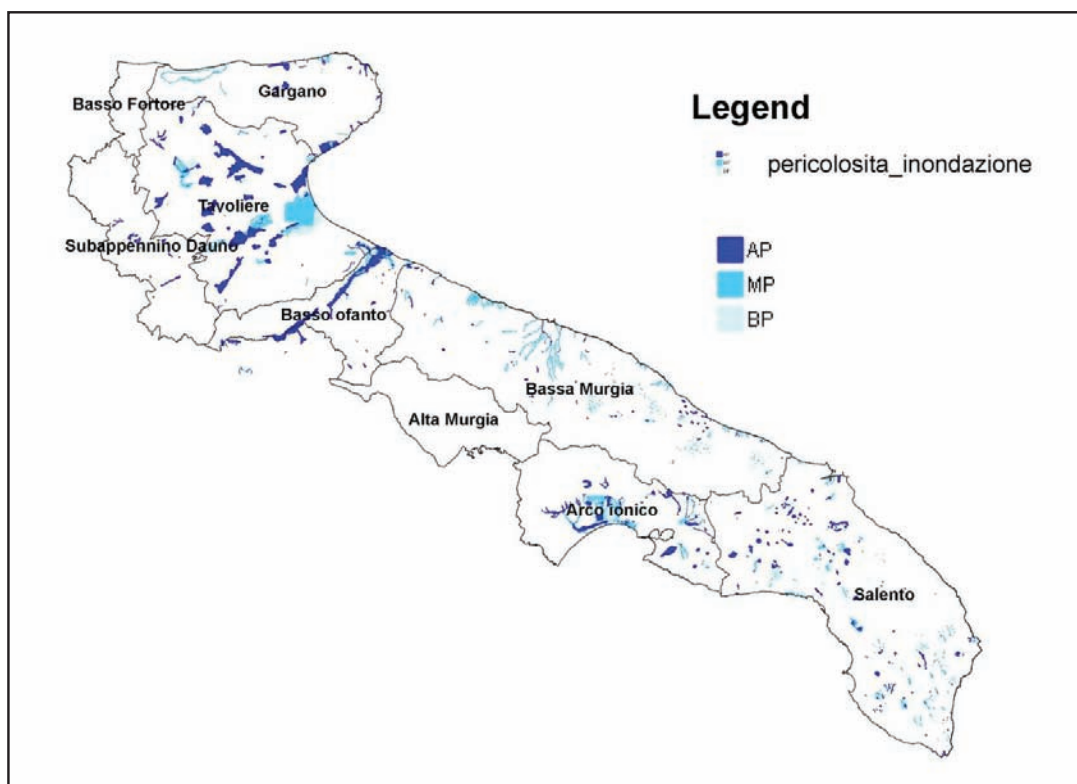 Gargano
Basso Fortore
Tavoliere
Subappennino Dauno
Basso ofanto
Bassa Murgia
Alta Murgia
Arco ionico
Salento
Legend
pericolosita_inondazione
AP
MP
BP